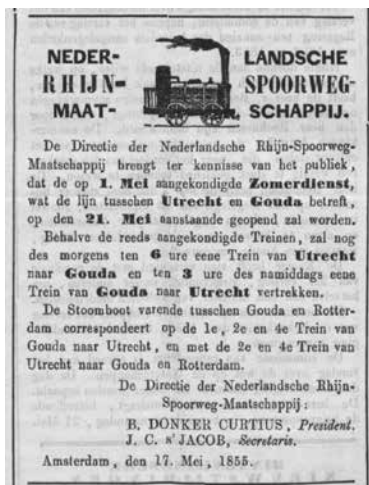 NEDER- LANDSCHE
RHIJN- SPOORWEG-
MAAT- SCHAPPIJ.
De Directie der Nederlandsche Rhijn-Spoorweg-
Maatschappij brengt ter kennisse van het publiek,
dat de op 1. Mei aangekondigde Zomerdienst,
wat de lijn tusschen Utrecht en Gouda betreft,
op den 21. Mei aanstaande geopend zal worden.
Behalve de reeds aangekondigde Treinen, zal nog
des morgens ten 6 ure eene Trein van Utrecht
naar Gouda en ten 3 ure des namiddags eene
Trein van Gouda naar Utrecht vertrekken.
De Stoomboot varende tusschen Gouda en Rotter-
dam correspondeert op de 1e, 2e en 4e Trein van
Gouda naar Utrecht, en met de 2e en 4e Trein van
Utrecht naar Gouda en Rotterdam.
De Directie der Nederlandsche Rhijn-
Spoorweg-Maatschappij:
B. DONKER CURTIUS, President.
J. C. s'JACOB, Secretaris.
Amsterdam, den 17. Mei, 1855.